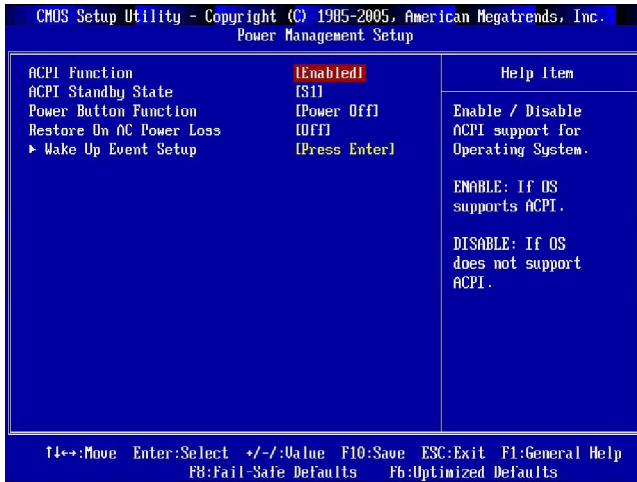 CMOS Setup Utility - Copyright (C) 1985-2005, American Megatrends, Inc.
Power Management Setup
ACPI Function [Enabled]
ACPI Standby State [S1]
Power Button Function [Power Off]
Restore On AC Power Loss [Off]
▶ Wake Up Event Setup [Press Enter]
Help Item
Enable / Disable
ACPI support for
Operating System.
ENABLE: If OS
supports ACPI.
DISABLE: If OS
does not support
ACPI.
↑↓←→:Move Enter:Select +/-/:Value F10:Save ESC:Exit F1:General Help
F8:Fail-Safe Defaults F6:Optimized Defaults